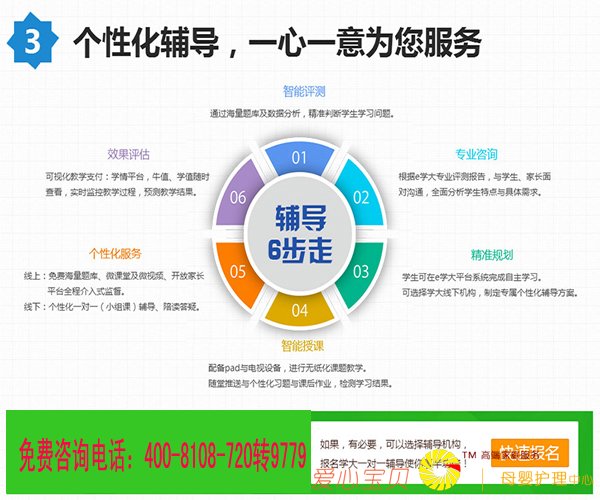 3 个性化辅导，一心一意为您服务
智能评测
通过海量题库及数据分析，精准判断学生学习问题。
效果评估
可视化教学支付：学情平台，牛值、学值随时
查看，实时监控教学过程，预测教学结果。
专业咨询
根据e学大专业评测报告，与学生、家长面
对沟通，全面分析学生特点与具体需求。
01
02
03
04
05
06
辅导
6步走
个性化服务
线上：免费海量题库、微课堂及微视频、开放家长
平台全程介入式监督。
线下：个性化一对一（小组课）辅导、陪读答疑。
精准规划
学生可在e学大平台系统完成自主学习。
可选择学大线下机构，制定专属个性化辅导方案。
智能授课
配备pad与电视设备，进行无纸化课题教学。
随堂推送与个性化习题与课后作业，检测学习结果。
免费咨询电话：400-8108-720转9779
如果，有必要，可以选择辅导机构，
报名学大一对一辅导使你
快速报名
爱心宝贝
TM 高端家政服务
母婴护理中心